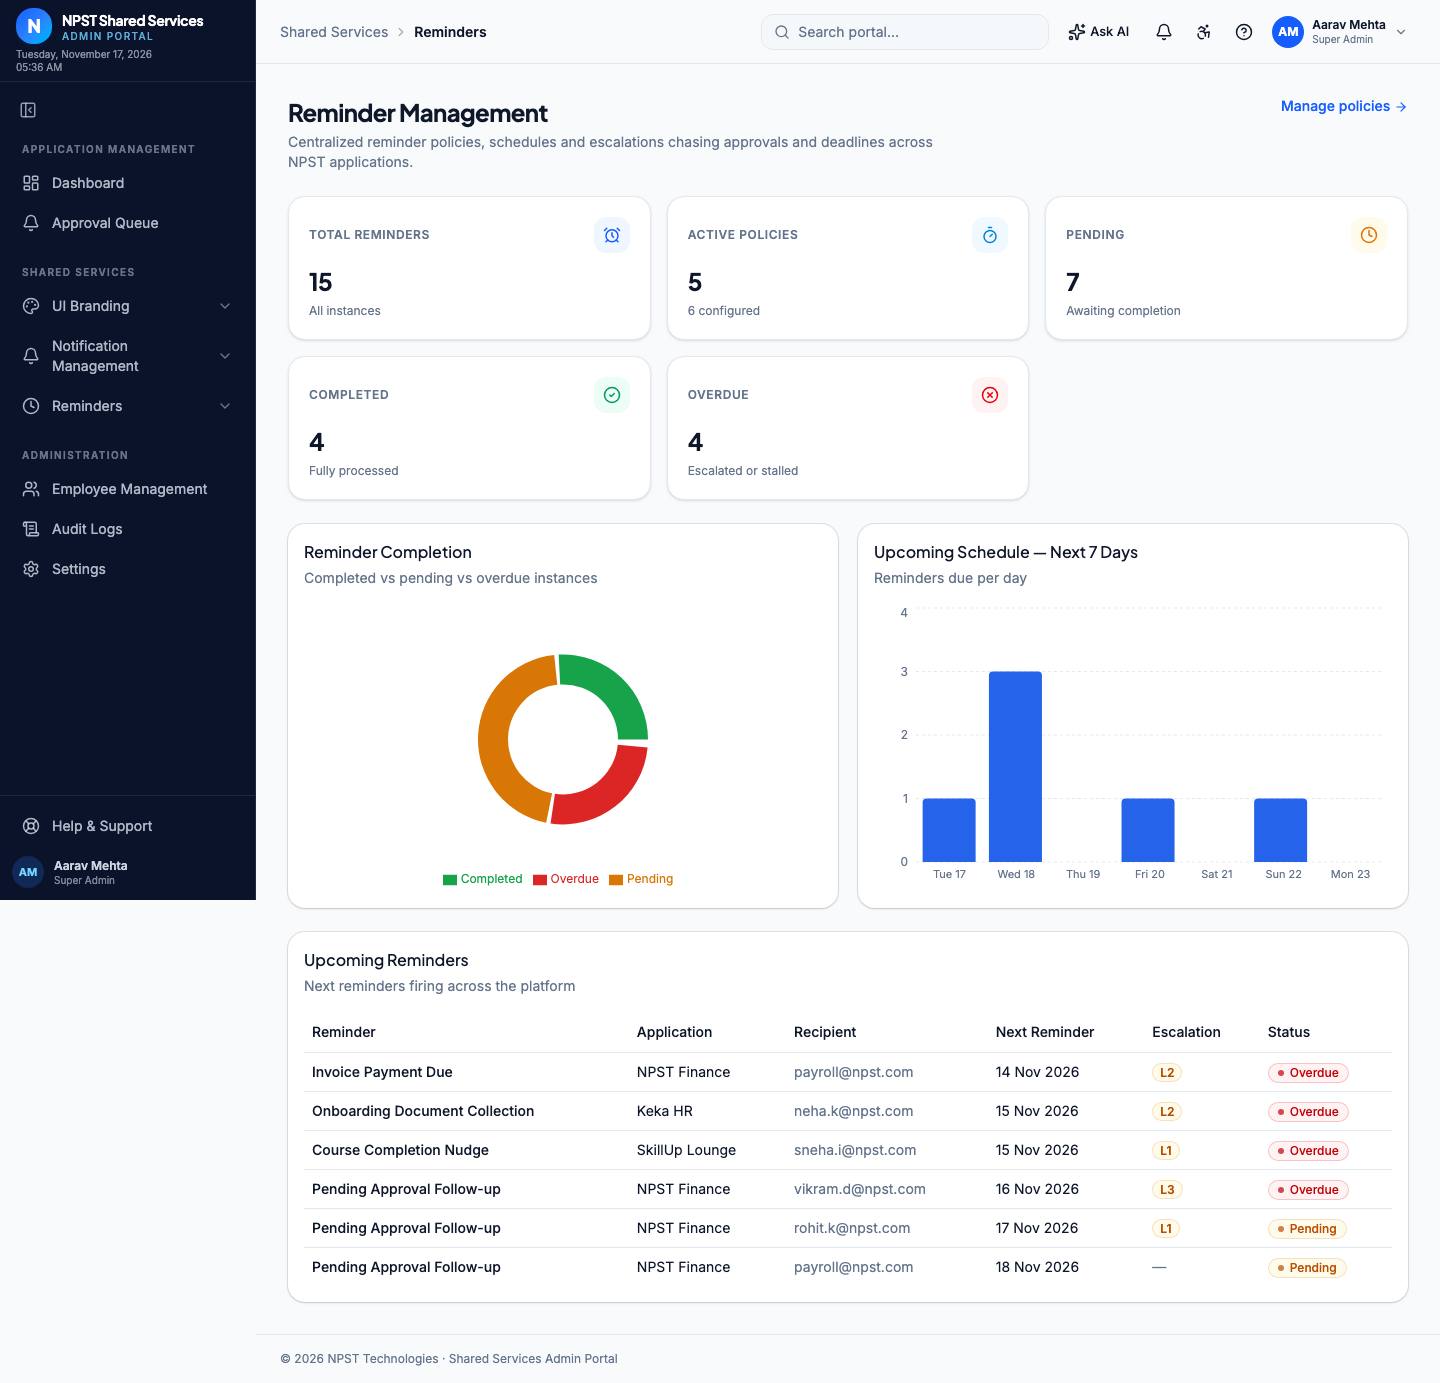 N
NPST Shared Services
ADMIN PORTAL
Tuesday, November 17, 2026
05:36 AM
APPLICATION MANAGEMENT
Dashboard
Approval Queue
SHARED SERVICES
UI Branding
Notification
Management
Reminders
ADMINISTRATION
Employee Management
Audit Logs
Settings
Help & Support
AM
Aarav Mehta
Super Admin
Shared Services > Reminders
Search portal...
Ask AI
AM
Aarav Mehta
Super Admin
Reminder Management
Manage policies →
Centralized reminder policies, schedules and escalations chasing approvals and deadlines across
NPST applications.
TOTAL REMINDERS
15
All instances
ACTIVE POLICIES
5
6 configured
PENDING
7
Awaiting completion
COMPLETED
4
Fully processed
OVERDUE
4
Escalated or stalled
Reminder Completion
Completed vs pending vs overdue instances
Completed Overdue Pending
Upcoming Schedule — Next 7 Days
Reminders due per day
4
3
2
1
0
Tue 17 Wed 18 Thu 19 Fri 20 Sat 21 Sun 22 Mon 23
Upcoming Reminders
Next reminders firing across the platform
Reminder Application Recipient Next Reminder Escalation Status
Invoice Payment Due NPST Finance payroll@npst.com 14 Nov 2026 L2 Overdue
Onboarding Document Collection Keka HR neha.k@npst.com 15 Nov 2026 L2 Overdue
Course Completion Nudge SkillUp Lounge sneha.i@npst.com 15 Nov 2026 L1 Overdue
Pending Approval Follow-up NPST Finance vikram.d@npst.com 16 Nov 2026 L3 Overdue
Pending Approval Follow-up NPST Finance rohit.k@npst.com 17 Nov 2026 L1 Pending
Pending Approval Follow-up NPST Finance payroll@npst.com 18 Nov 2026 — Pending
© 2026 NPST Technologies · Shared Services Admin Portal